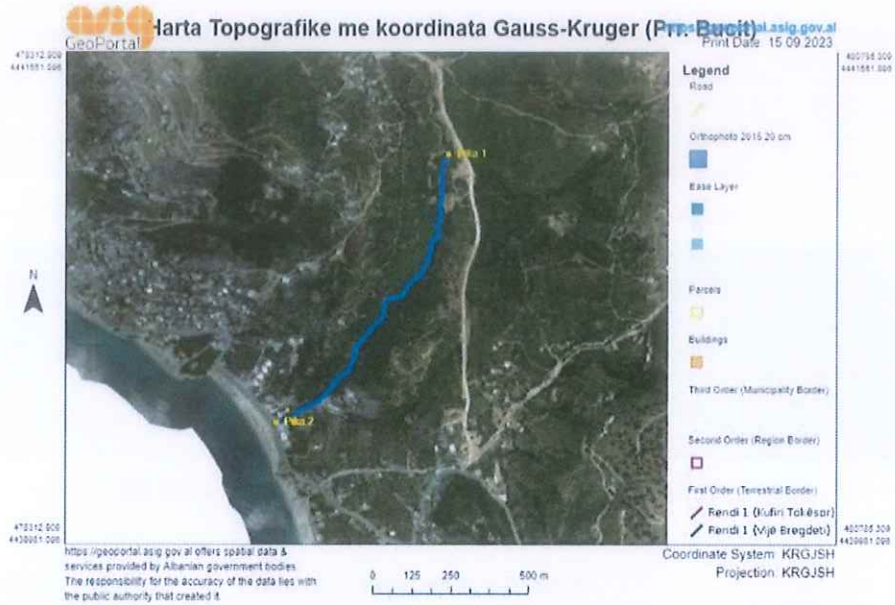 asig
GeoPortal
Harta Topografike me koordinata Gauss-Kruger (Prr. Bucit)
Print Date: 15.09.2023
N
Pika 1
Pika 2
Legend
Road
Orthophoto 2015 20 cm
Base Layer
Parcels
Buildings
Third Order (Municipality Border)
Second Order (Region Border)
First Order (Terrestrial Border)
Rendi 1 (Kufiri Tokësor)
Rendi 1 (Vijë Bregdeti)
https://geoportal.asig.gov.al offers spatial data &
services provided by Albanian government bodies
The responsibility for the accuracy of the data lies with
the public authority that created it.
0 125 250 500 m
Coordinate System: KRGJSH
Projection: KRGJSH